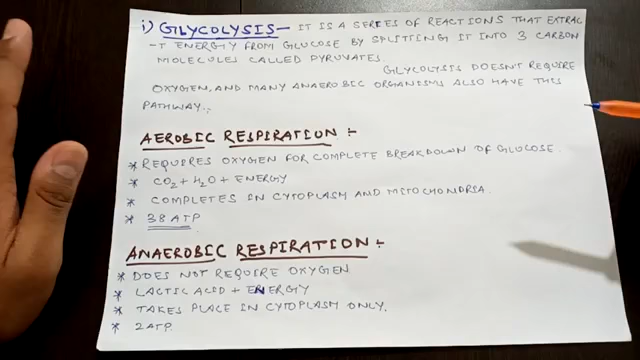 i) GLYCOLYSIS – IT IS A SERIES OF REACTIONS THAT EXTRAC
-T ENERGY FROM GLUCOSE BY SPLITTING IT INTO 3 CARBON
MOLECULES CALLED PYRUVATES.
GLYCOLYSIS DOESN'T REQUIRE
OXYGEN, AND MANY ANAEROBIC ORGANISMS ALSO HAVE THIS
PATHWAY..
AEROBIC RESPIRATION :-
* REQUIRES OXYGEN FOR COMPLETE BREAKDOWN OF GLUCOSE.
* CO2 + H2O + ENERGY
* COMPLETES IN CYTOPLASM AND MITOCHONDRIA.
* 38 ATP
ANAEROBIC RESPIRATION :-
* DOES NOT REQUIRE OXYGEN
* LACTIC ACID + ENERGY
* TAKES PLACE IN CYTOPLASM ONLY.
* 2 ATP.